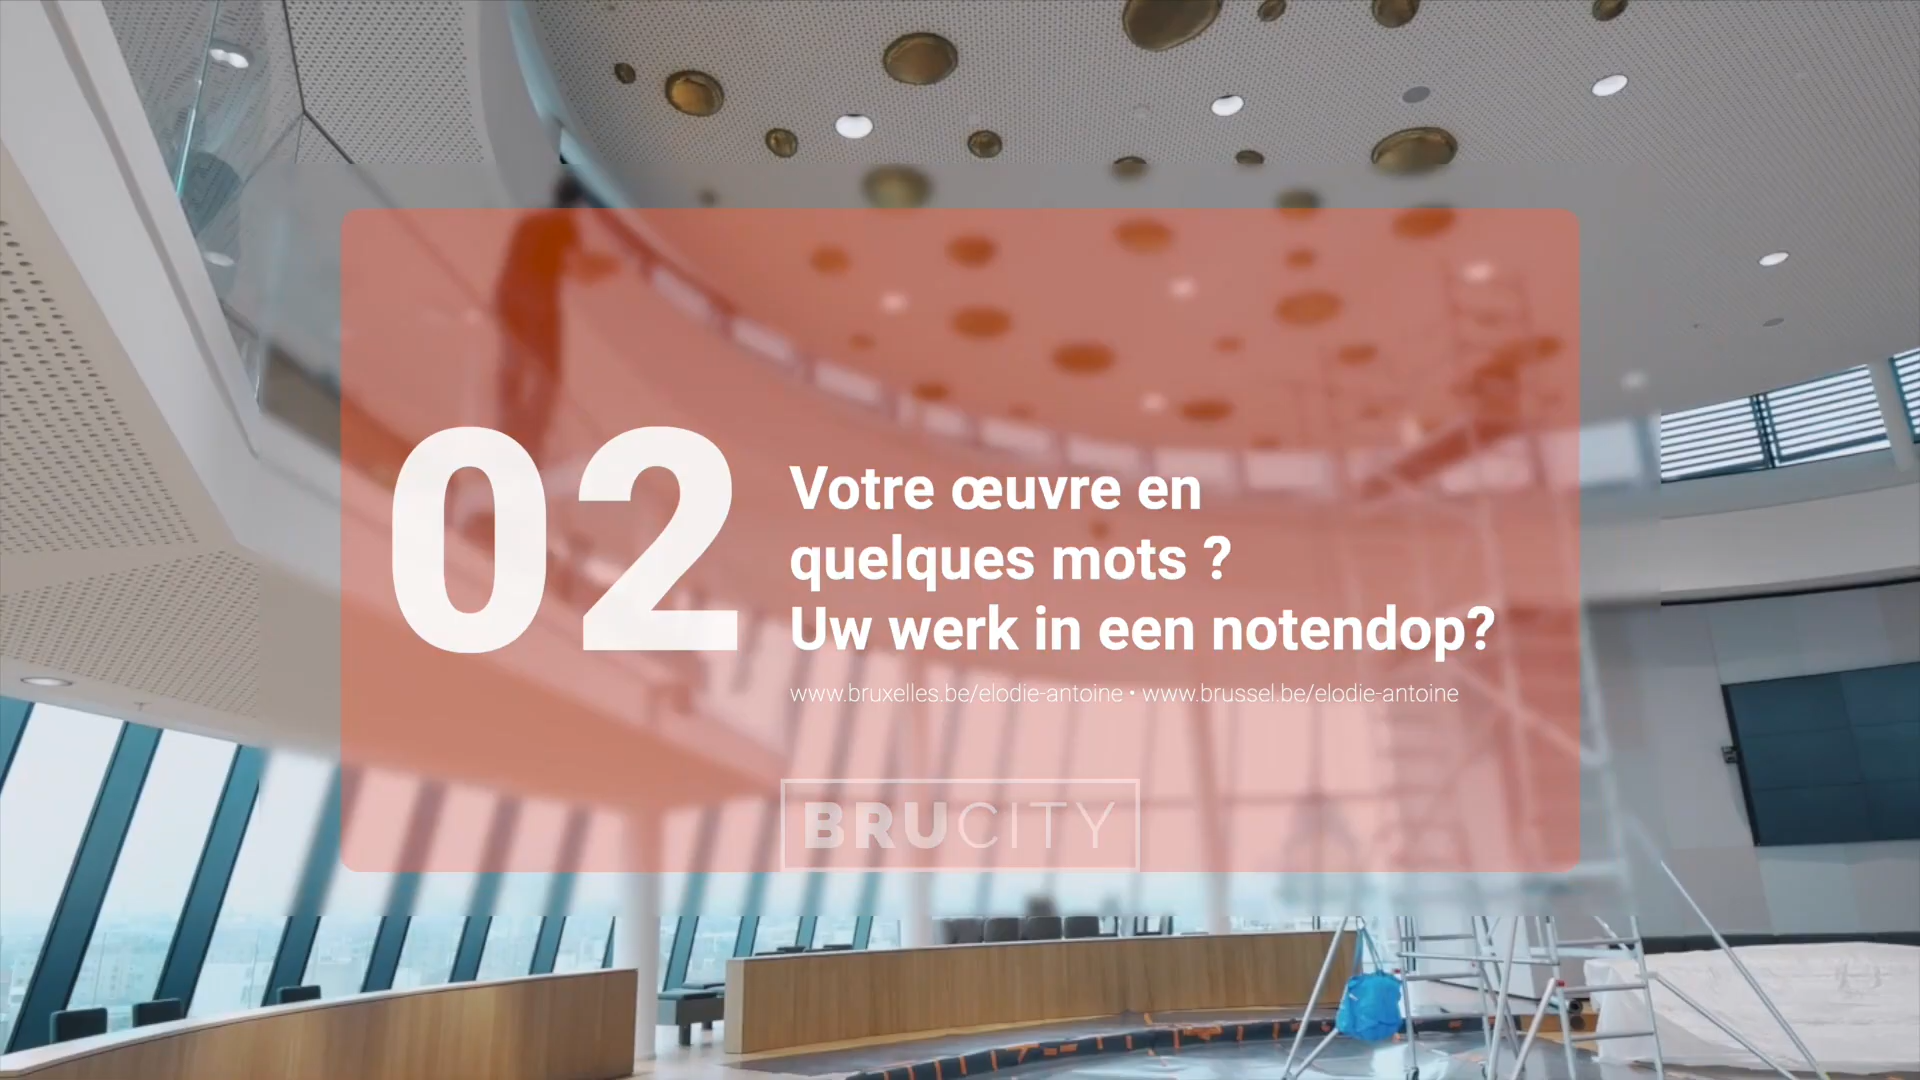 02
Votre œuvre en
quelques mots ?
Uw werk in een notendop?
www.bruxelles.be/elodie-antoine • www.brussel.be/elodie-antoine
BRUCITY